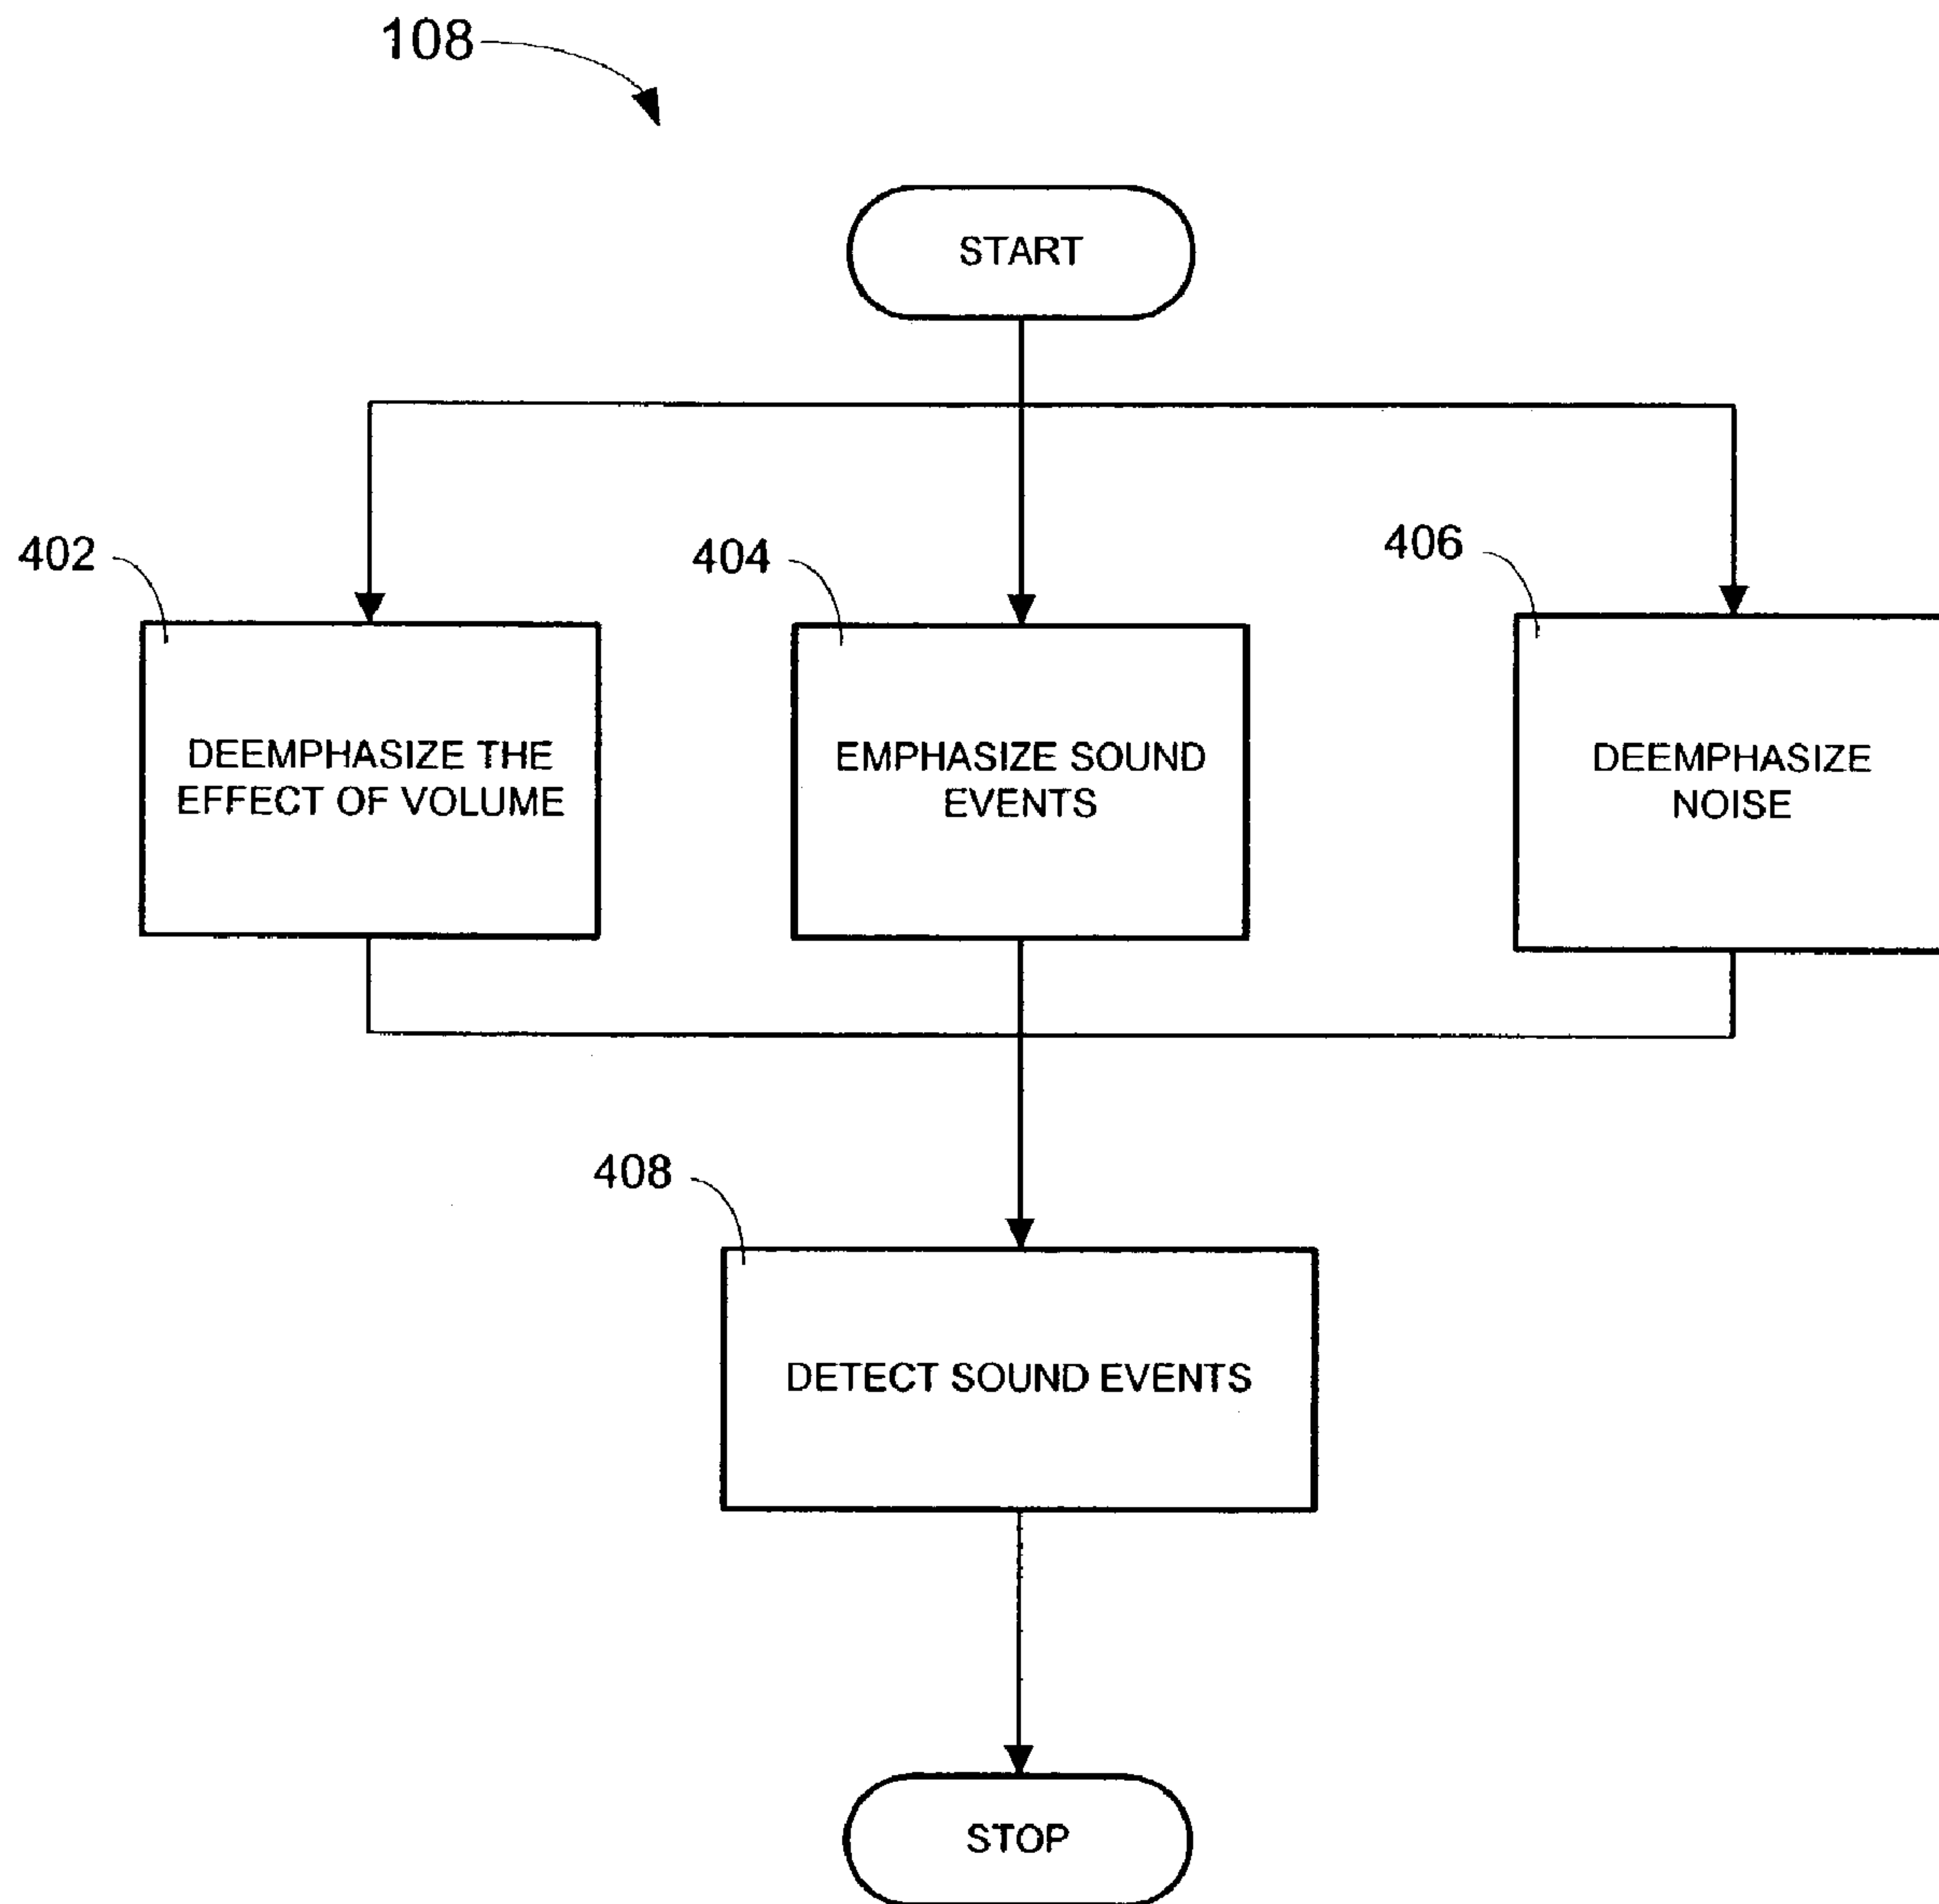 108
START
402
404
406
DEEMPHASIZE THE
EFFECT OF VOLUME
EMPHASIZE SOUND
EVENTS
DEEMPHASIZE
NOISE
408
DETECT SOUND EVENTS
STOP